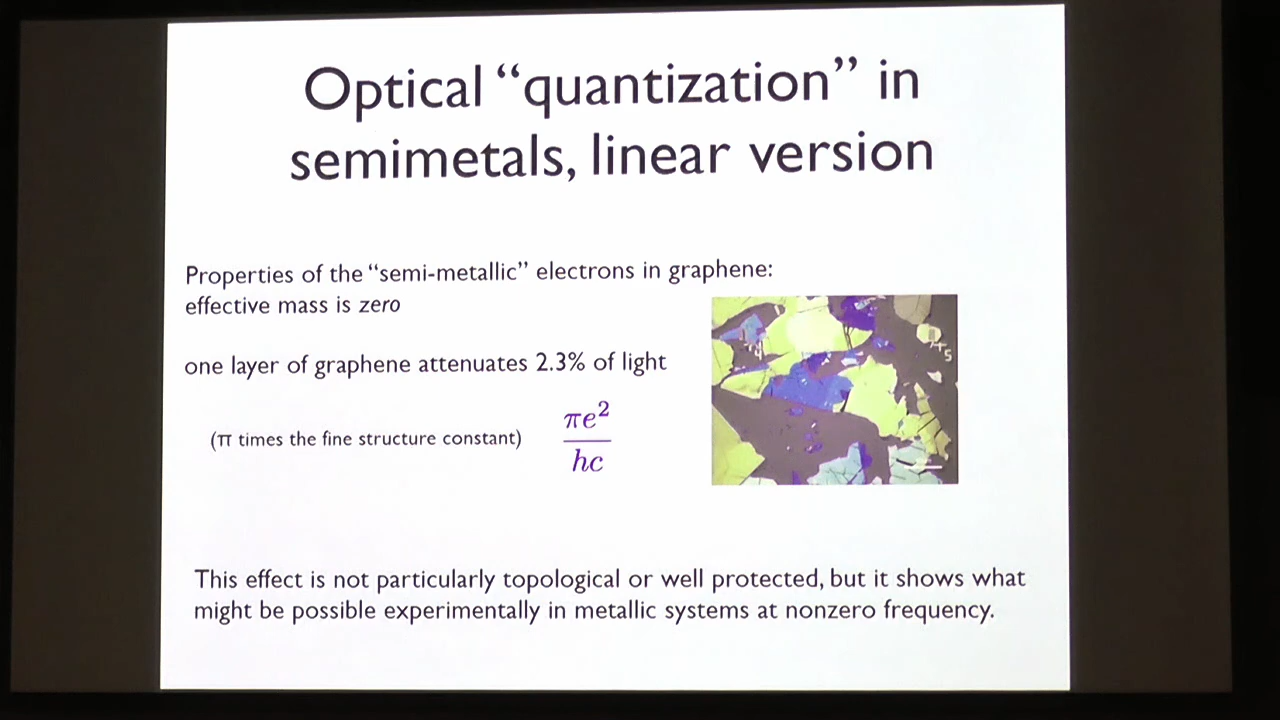 Optical “quantization” in
semimetals, linear version
Properties of the “semi-metallic” electrons in graphene:
effective mass is zero
one layer of graphene attenuates 2.3% of light
(π times the fine structure constant)
πe²
hc
This effect is not particularly topological or well protected, but it shows what
might be possible experimentally in metallic systems at nonzero frequency.